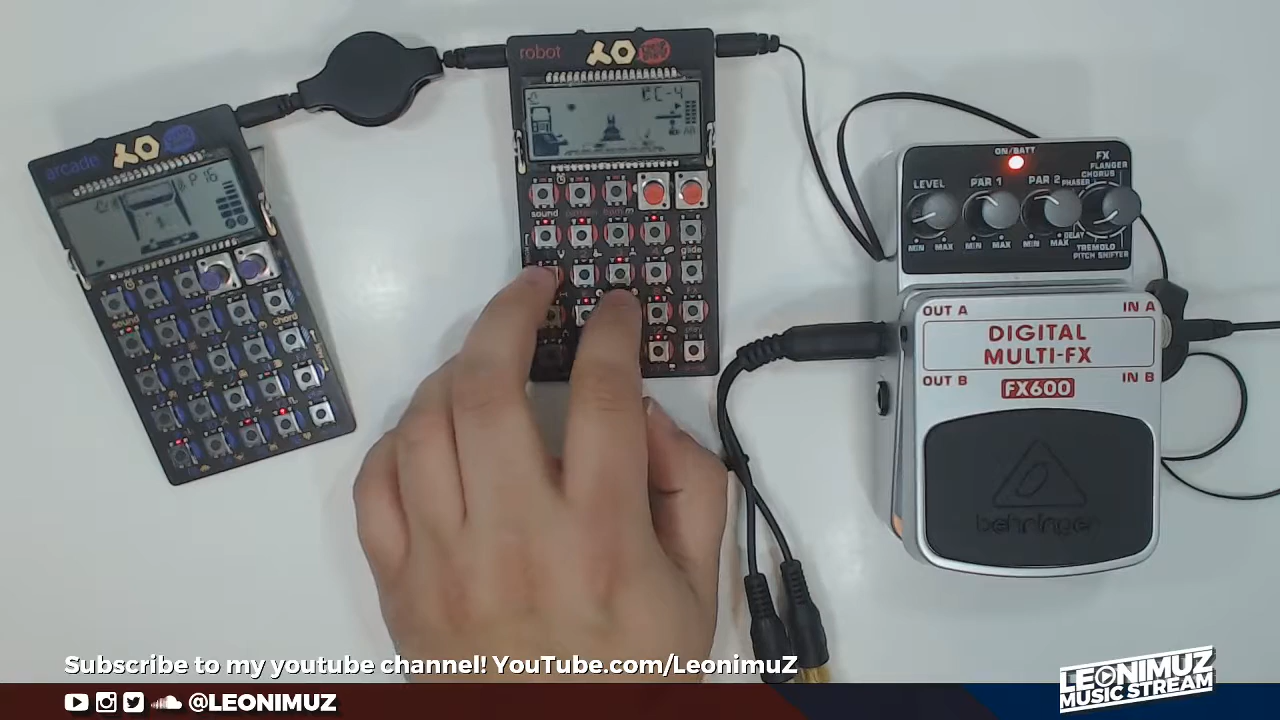 robot
arcade
P 16
sound
sound
glide
chord
ON/BATT
FX
FLANGER
CHORUS
PHASER
LEVEL
PAR 1
PAR 2
MIN MAX
MIN MAX
MIN MAX
DELAY
TREMOLO
PITCH SHIFTER
OUT A
IN A
DIGITAL
MULTI-FX
OUT B
IN B
FX600
behringer
Subscribe to my youtube channel! YouTube.com/LeonimuZ
@LEONIMUZ
LEONIMUZ
MUSIC STREAM